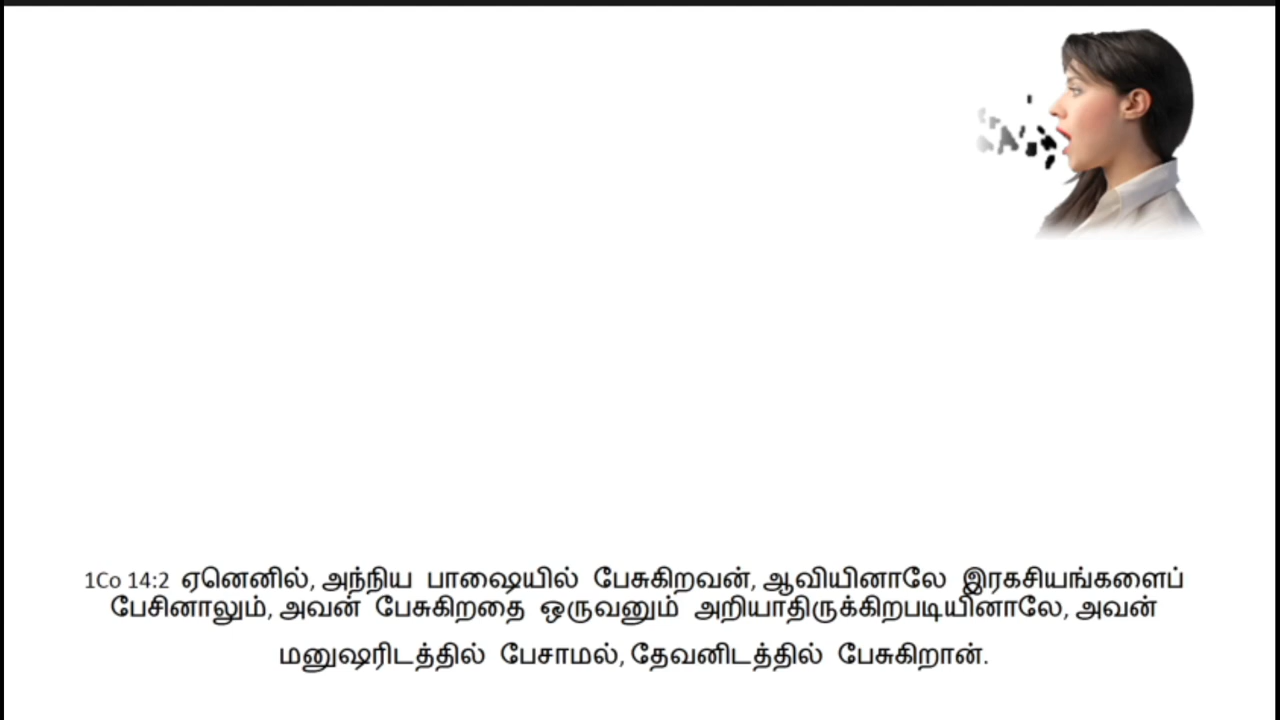 1Co 14:2 ஏனெனில், அந்நிய பாஷையில் பேசுகிறவன், ஆவியினாலே இரகசியங்களைப்
பேசினாலும், அவன் பேசுகிறதை ஒருவனும் அறியாதிருக்கிறபடியினாலே, அவன்
மனுஷரிடத்தில் பேசாமல், தேவனிடத்தில் பேசுகிறான்.